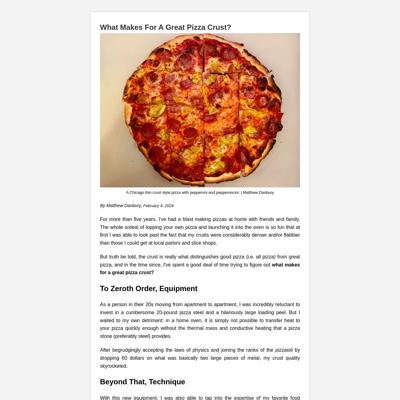 What Makes For A Great Pizza Crust?
A Chicago thin crust style pizza with pepperoni and pepperoncini. | Matthew Danbury
By Matthew Danbury, February 4, 2024
For more than five years, I've had a blast making pizzas at home with friends and family.
The whole ordeal of topping your own pizza and launching it into the oven is so fun that at
first I was able to look past the fact that my crusts were considerably denser and/or flabbier
than those I could get at local parlors and slice shops.
But truth be told, the crust is really what distinguishes good pizza (i.e. all pizza) from great
pizza, and in the time since, I've spent a good deal of time trying to figure out what makes
for a great pizza crust?
To Zeroth Order, Equipment
As a person in their 20s moving from apartment to apartment, I was incredibly reluctant to
invest in a cumbersome 20-pound pizza steel and a hilariously large loading peel. But I
waited to my own detriment: in a home oven, it is simply not possible to transfer heat to
your pizza quickly enough without the thermal mass and conductive heating that a pizza
stone (preferably steel) provides.
After begrudgingly accepting the laws of physics and joining the ranks of the pizzaioli by
dropping 60 dollars on what was basically two large pieces of metal, my crust quality
skyrocketed.
Beyond That, Technique
With this new equipment, I was also able to tap into the expertise of my favorite food